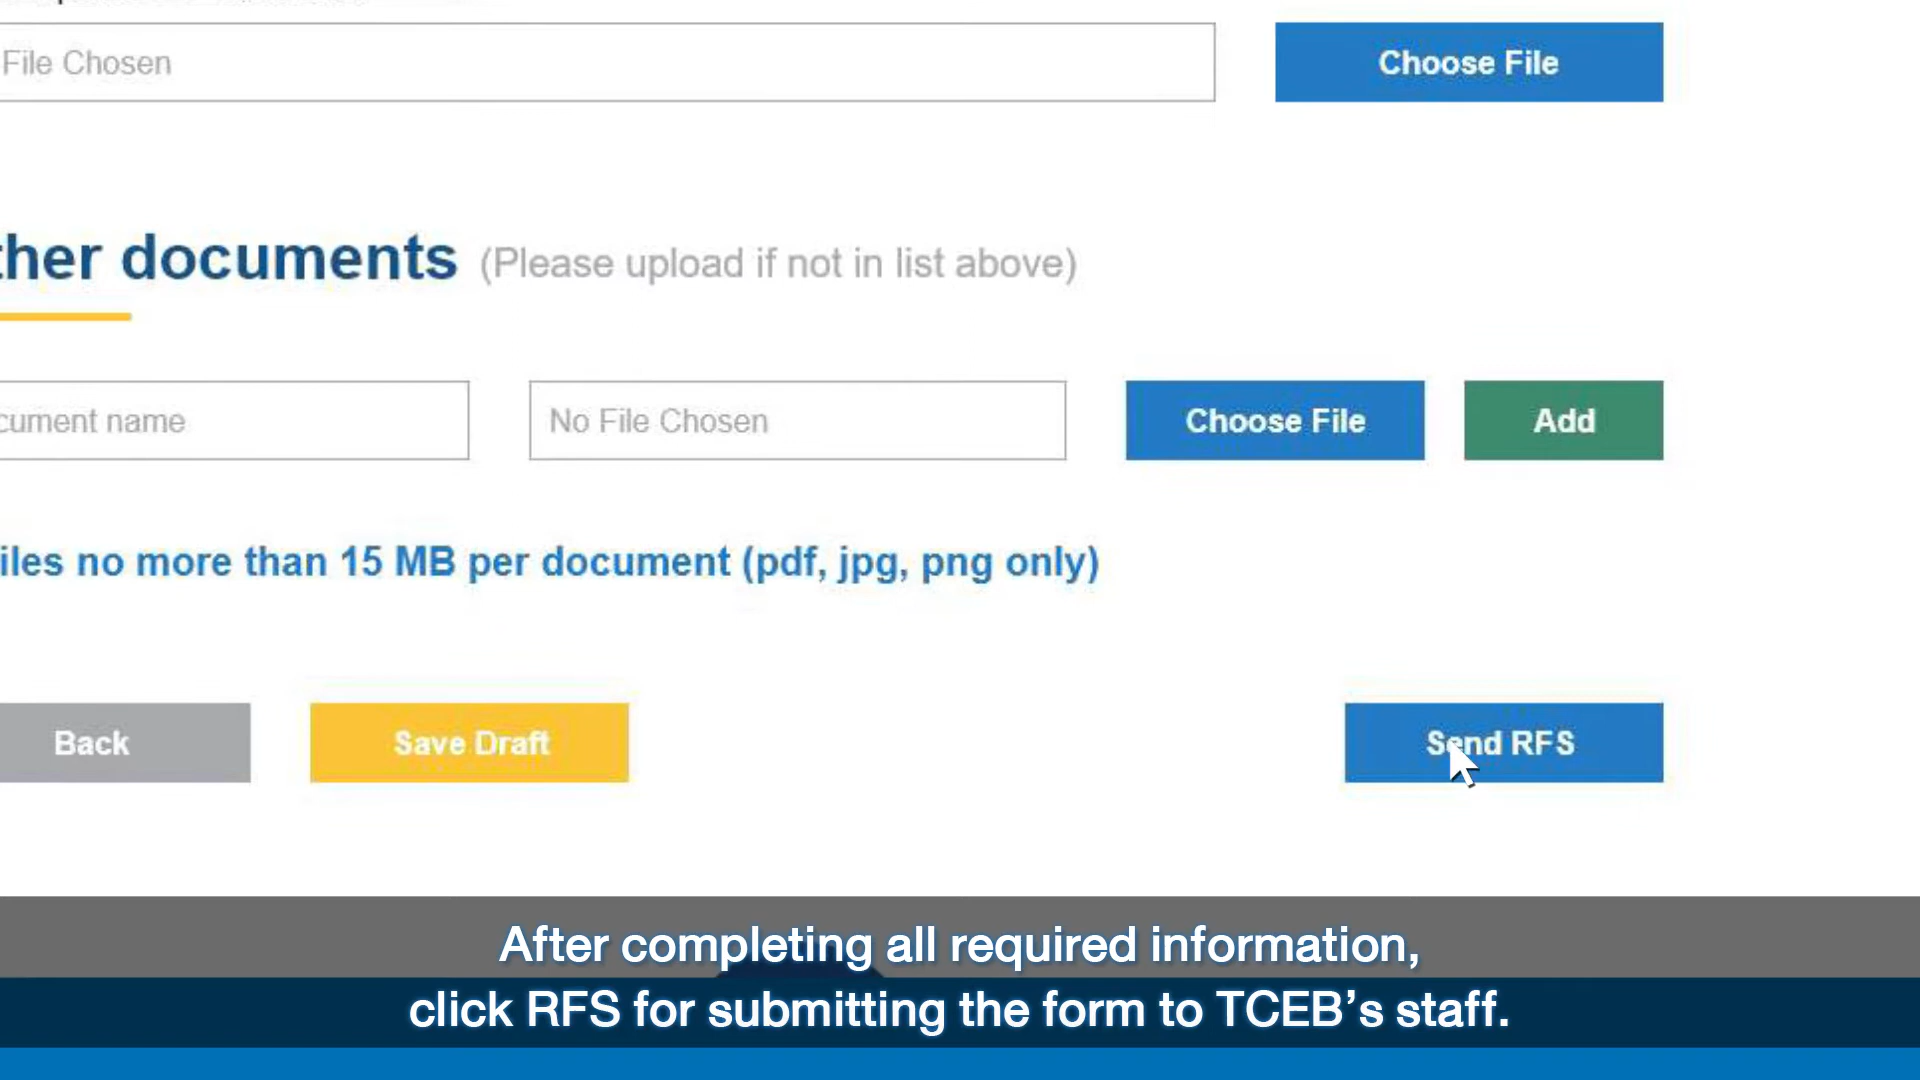 File Chosen
Choose File
ther documents (Please upload if not in list above)
cument name
No File Chosen
Choose File
Add
iles no more than 15 MB per document (pdf, jpg, png only)
Back
Save Draft
Send RFS
After completing all required information,
click RFS for submitting the form to TCEB’s staff.